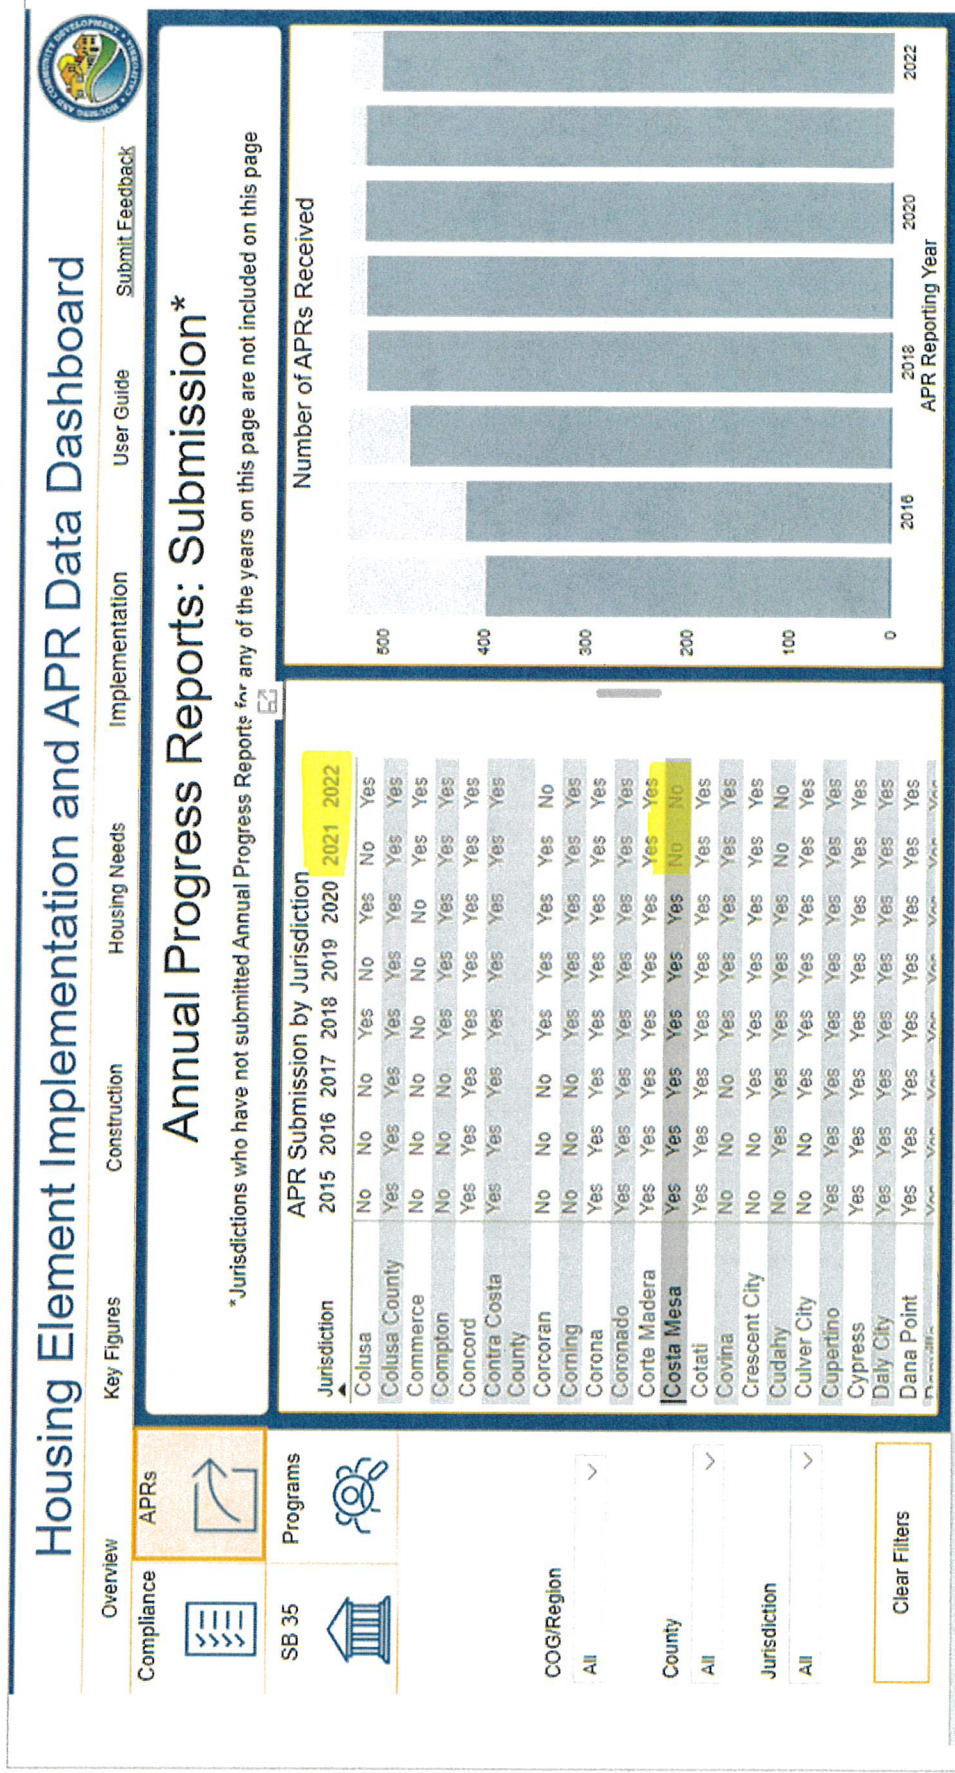 Housing Element Implementation and APR Data Dashboard
Overview Key Figures Construction Housing Needs Implementation User Guide Submit Feedback
HOUSING AND COMMUNITY DEVELOPMENT • CALIFORNIA
Compliance APRs
SB 35 Programs
COG/Region
All
County
All
Jurisdiction
All
Clear Filters
Annual Progress Reports: Submission*
*Jurisdictions who have not submitted Annual Progress Reports for any of the years on this page are not included on this page
APR Submission by Jurisdiction
Jurisdiction 2015 2016 2017 2018 2019 2020 2021 2022
Colusa No No No Yes No Yes No Yes
Colusa County Yes Yes Yes Yes Yes Yes Yes Yes
Commerce No No No No No No Yes Yes
Compton No No No Yes Yes Yes Yes Yes
Concord Yes Yes Yes Yes Yes Yes Yes Yes
Contra Costa Yes Yes Yes Yes Yes Yes Yes Yes
County
Corcoran No No No Yes Yes Yes Yes No
Corning No No No Yes Yes Yes Yes Yes
Corona Yes Yes Yes Yes Yes Yes Yes Yes
Coronado Yes Yes Yes Yes Yes Yes Yes Yes
Corte Madera Yes Yes Yes Yes Yes Yes Yes Yes
Costa Mesa Yes Yes Yes Yes Yes Yes No No
Cotati Yes Yes Yes Yes Yes Yes Yes Yes
Covina No No No Yes Yes Yes Yes Yes
Crescent City No No Yes Yes Yes Yes Yes Yes
Cudahy No Yes Yes Yes Yes Yes No No
Culver City No No Yes Yes Yes Yes Yes Yes
Cupertino Yes Yes Yes Yes Yes Yes Yes Yes
Cypress Yes Yes Yes Yes Yes Yes Yes Yes
Daly City Yes Yes Yes Yes Yes Yes Yes Yes
Dana Point Yes Yes Yes Yes Yes Yes Yes Yes
Number of APRs Received
500
400
300
200
100
0
2016 2018 2020 2022
APR Reporting Year